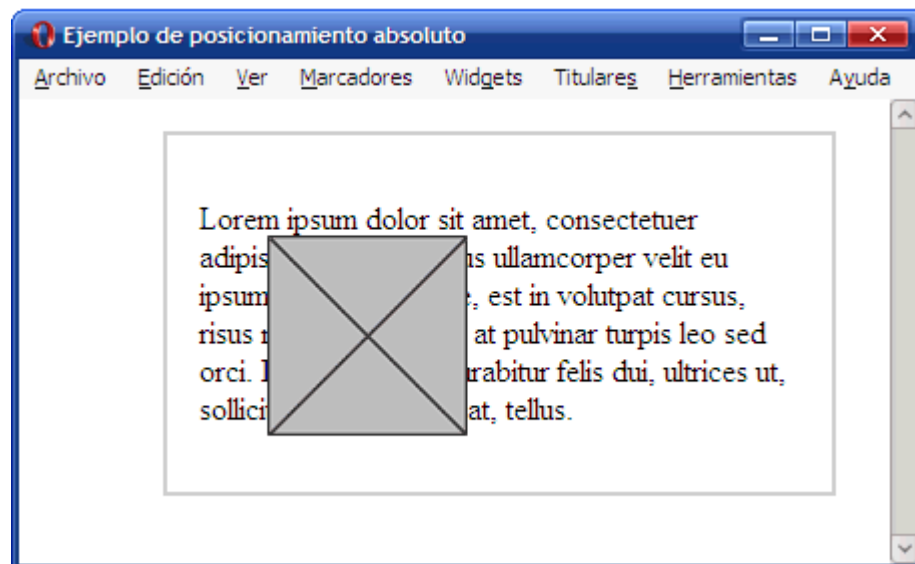 Ejemplo de posicionamiento absoluto
Archivo Edición Ver Marcadores Widgets Titulares Herramientas Ayuda
Lorem ipsum dolor sit amet, consectetuer
adipis us ullamcorper velit eu
ipsum , est in volutpat cursus,
risus at pulvinar turpis leo sed
orci. urabitur felis dui, ultrices ut,
sollici at, tellus.